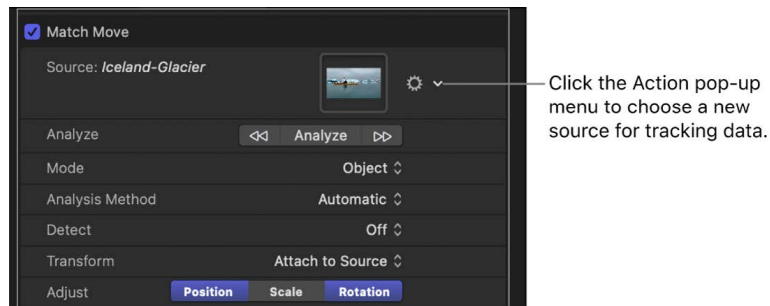 Match Move
Source: Iceland-Glacier
Click the Action pop-up
menu to choose a new
source for tracking data.
Analyze Analyze
Mode Object
Analysis Method Automatic
Detect Off
Transform Attach to Source
Adjust Position Scale Rotation